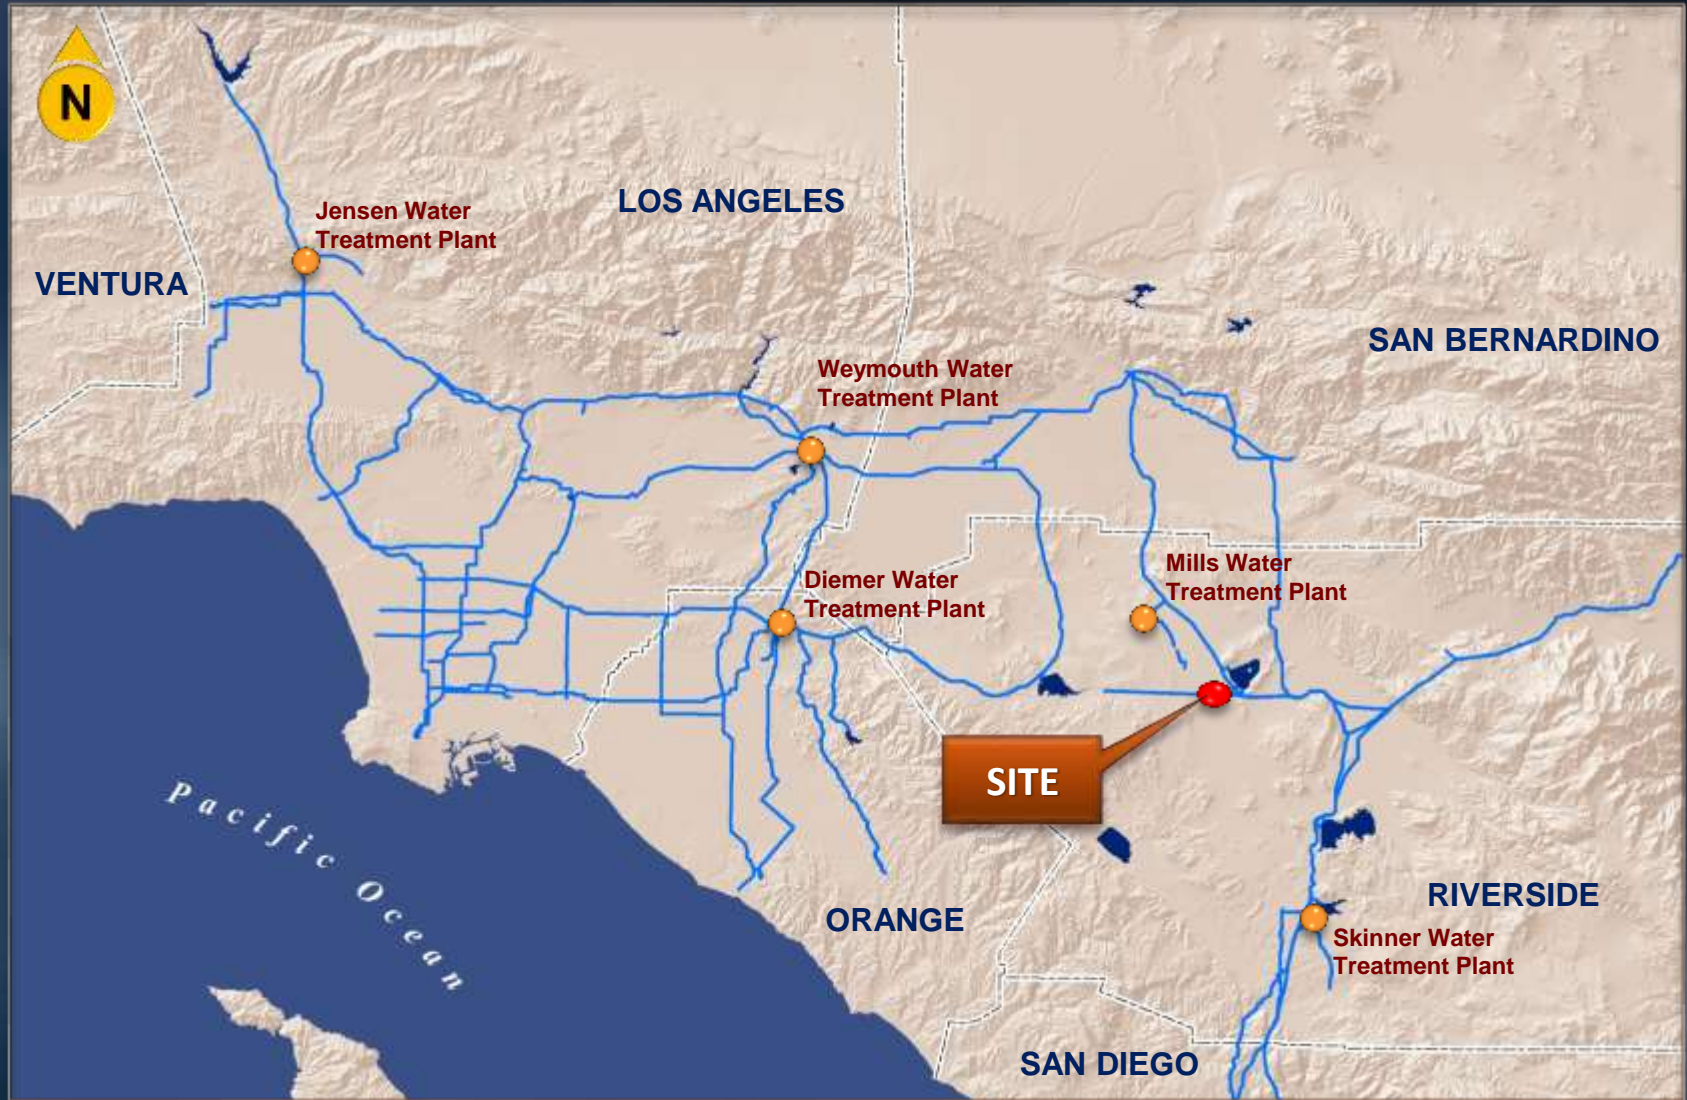 N
LOS ANGELES
Jensen Water
Treatment Plant
VENTURA
SAN BERNARDINO
Weymouth Water
Treatment Plant
Mills Water
Treatment Plant
Diemer Water
Treatment Plant
SITE
Pacific Ocean
RIVERSIDE
ORANGE
Skinner Water
Treatment Plant
SAN DIEGO